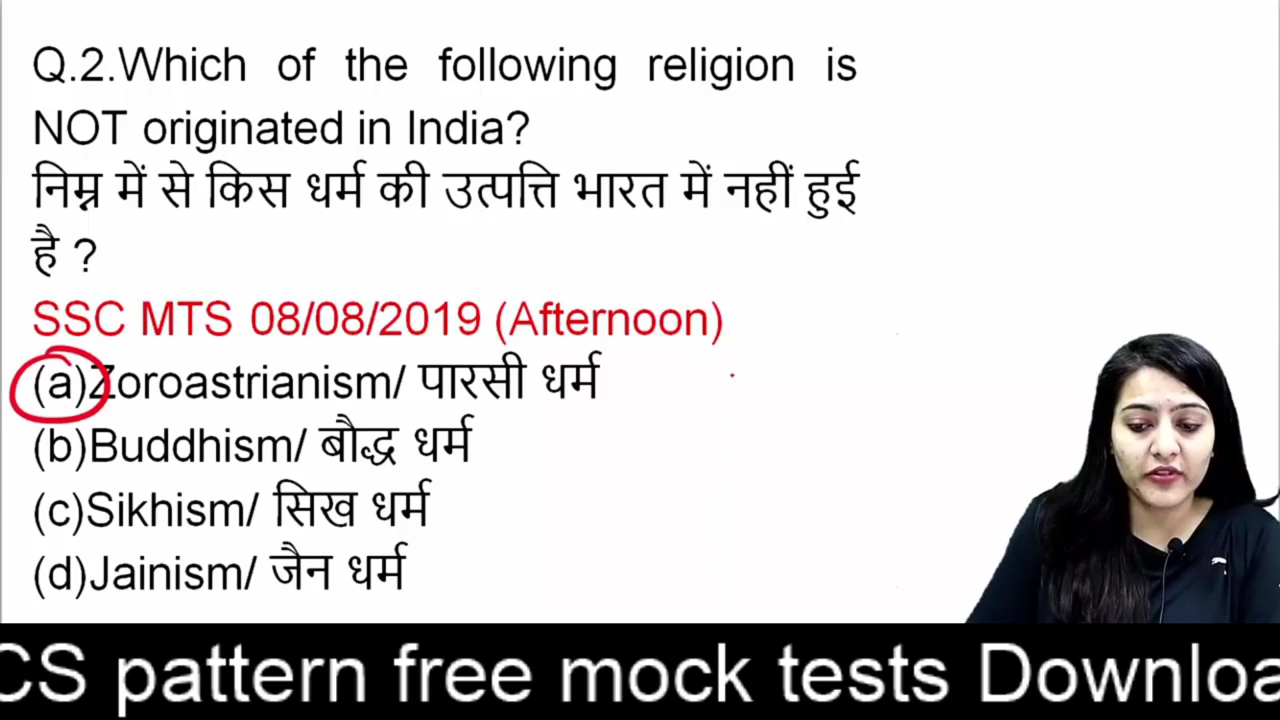 Q.2.Which of the following religion is
NOT originated in India?
निम्न में से किस धर्म की उत्पत्ति भारत में नहीं हुई
है ?
SSC MTS 08/08/2019 (Afternoon)
(a)Zoroastrianism/ पारसी धर्म
(b)Buddhism/ बौद्ध धर्म
(c)Sikhism/ सिख धर्म
(d)Jainism/ जैन धर्म
CS pattern free mock tests Downloa